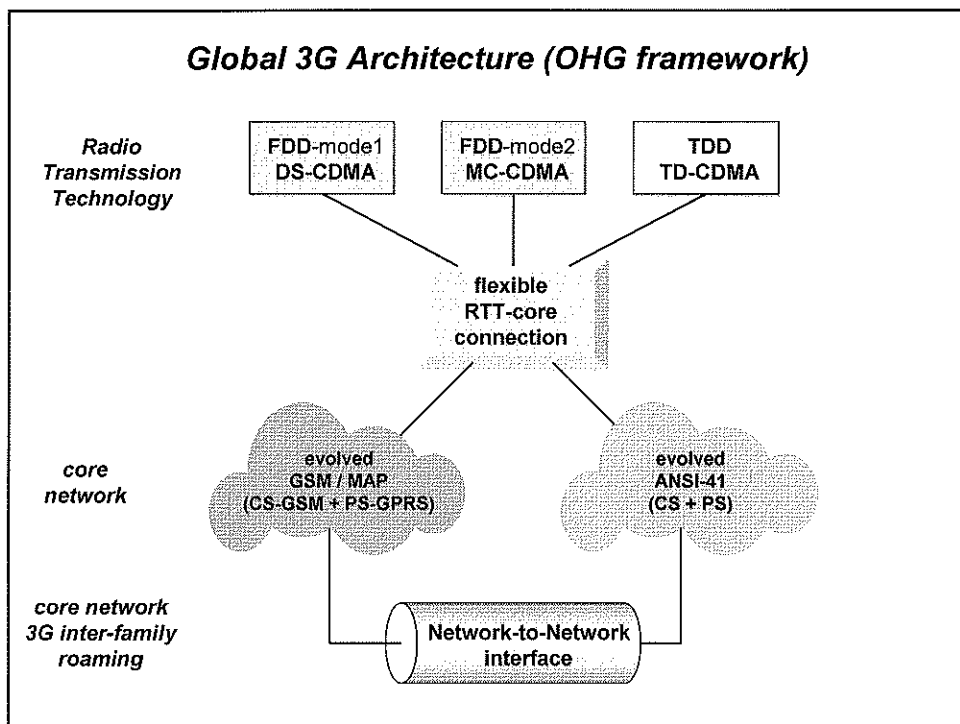 Global 3G Architecture (OHG framework)
Radio
Transmission
Technology
FDD-mode1
DS-CDMA
FDD-mode2
MC-CDMA
TDD
TD-CDMA
flexible
RTT-core
connection
core
network
evolved
GSM / MAP
(CS-GSM + PS-GPRS)
evolved
ANSI-41
(CS + PS)
core network
3G inter-family
roaming
Network-to-Network
interface